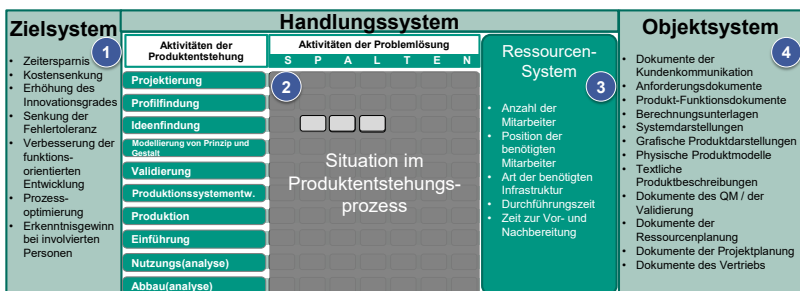 Zielsystem
1
• Zeitersparnis
• Kostensenkung
• Erhöhung des
Innovationsgrades
• Senkung der
Fehlertoleranz
• Verbesserung der
funktions-
orientierten
Entwicklung
• Prozess-
optimierung
• Erkenntnisgewinn
bei involvierten
Personen
Handlungssystem
Aktivitäten der
Produktentstehung
Aktivitäten der Problemlösung
S P A L T E N
Projektierung
Profilfindung
Ideenfindung
Modellierung von Prinzip und
Gestalt
Validierung
Produktionssystementw.
Produktion
Einführung
Nutzungs(analyse)
Abbau(analyse)
2
Situation im
Produktentstehungs-
prozess
Ressourcen-
System
3
• Anzahl der
Mitarbeiter
• Position der
benötigten
Mitarbeiter
• Art der benötigten
Infrastruktur
• Durchführungszeit
• Zeit zur Vor- und
Nachbereitung
Objektsystem
4
• Dokumente der
Kundenkommunikation
• Anforderungsdokumente
• Produkt-Funktionsdokumente
• Berechnungsunterlagen
• Systemdarstellungen
• Grafische Produktdarstellungen
• Physische Produktmodelle
• Textliche
Produktbeschreibungen
• Dokumente des QM / der
Validierung
• Dokumente der
Ressourcenplanung
• Dokumente der Projektplanung
• Dokumente des Vertriebs